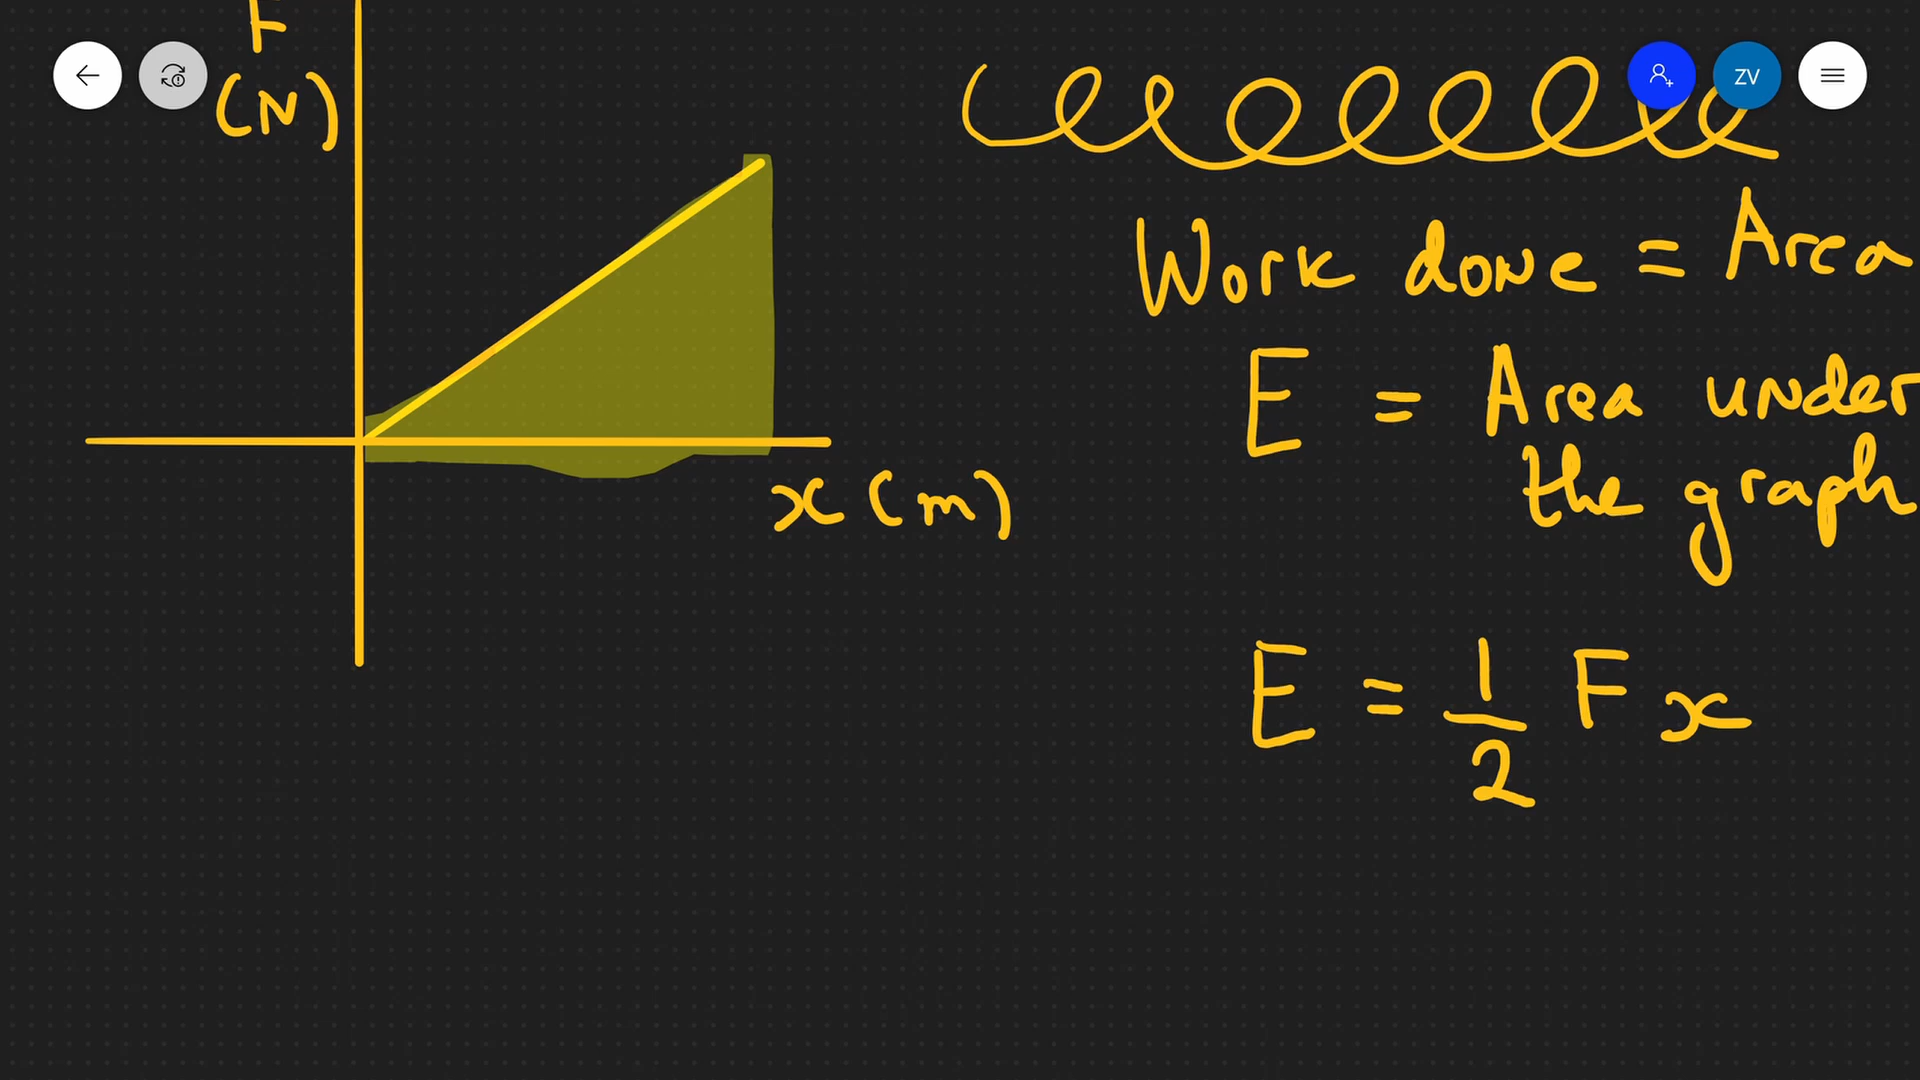 F
(N)
x (m)
ZV
Work done = Area
E = Area under
the graph
E = 1/2 F x